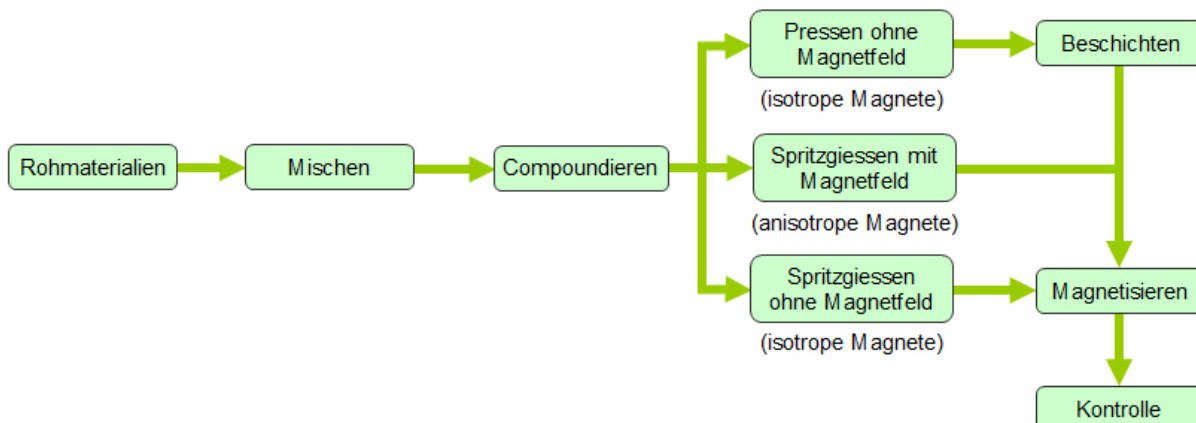 Rohmaterialien
Mischen
Compoundieren
Pressen ohne
Magnetfeld
(isotrope Magnete)
Spritzgiessen mit
Magnetfeld
(anisotrope Magnete)
Spritzgiessen
ohne Magnetfeld
(isotrope Magnete)
Beschichten
Magnetisieren
Kontrolle